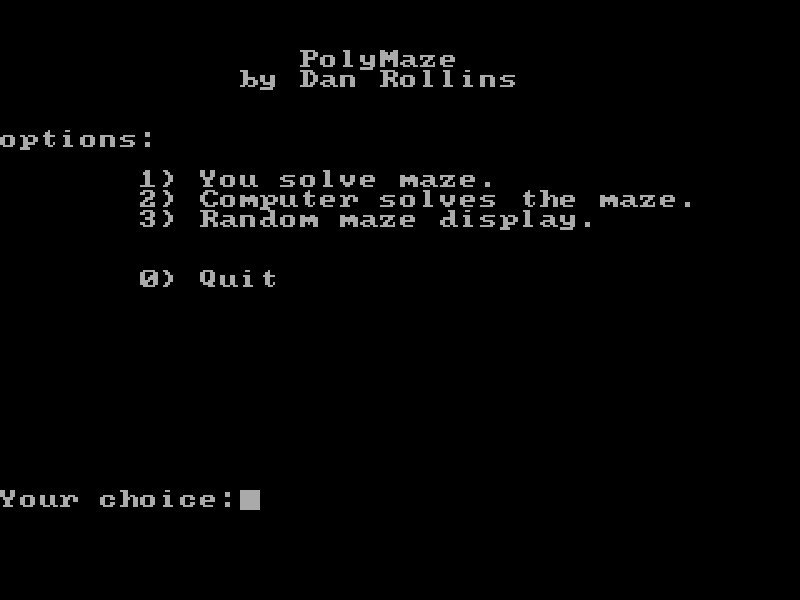 PolyMaze
by Dan Rollins
options:
1) You solve maze.
2) Computer solves the maze.
3) Random maze display.
0) Quit
Your choice: